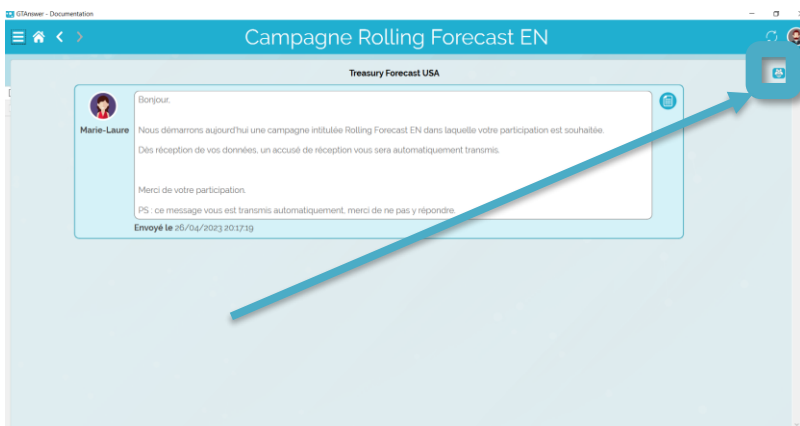 GTAnswer - Documentation
Campagne Rolling Forecast EN
Treasury Forecast USA
Bonjour,
Marie-Laure
Nous démarrons aujourd'hui une campagne intitulée Rolling Forecast EN dans laquelle votre participation est souhaitée.
Dès réception de vos données, un accusé de réception vous sera automatiquement transmis.
Merci de votre participation.
PS : ce message vous est transmis automatiquement, merci de ne pas y répondre.
Envoyé le 26/04/2023 20:17:19